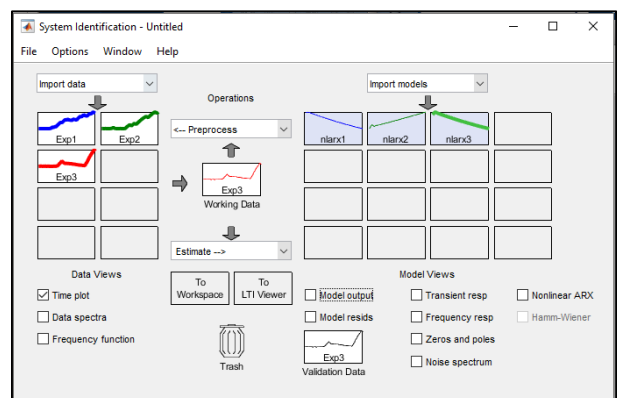 System Identification - Untitled
File Options Window Help
Import data
Operations
Import models
Exp1
Exp2
<-- Preprocess
nlarx1
nlarx2
nlarx3
Exp3
Exp3
Working Data
Estimate -->
Data Views
To Workspace
To LTI Viewer
Model Views
Time plot
Model output
Transient resp
Nonlinear ARX
Data spectra
Model resids
Frequency resp
Hamm-Wiener
Frequency function
Zeros and poles
Exp3
Trash
Validation Data
Noise spectrum